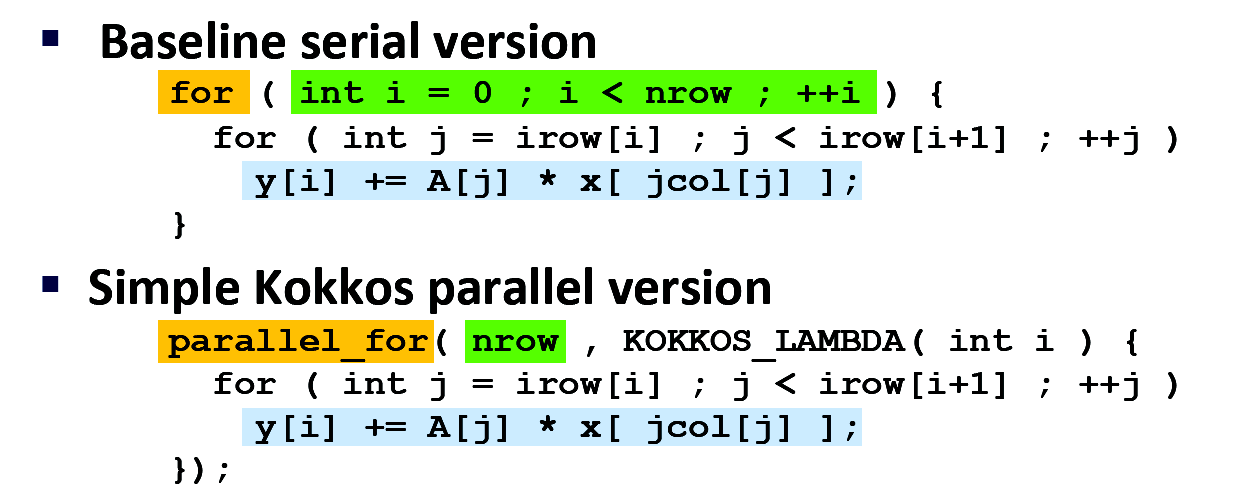 ▪ Baseline serial version
for ( int i = 0 ; i < nrow ; ++i ) {
for ( int j = irow[i] ; j < irow[i+1] ; ++j )
y[i] += A[j] * x[ jcol[j] ];
}
▪ Simple Kokkos parallel version
parallel_for( nrow , KOKKOS_LAMBDA( int i ) {
for ( int j = irow[i] ; j < irow[i+1] ; ++j )
y[i] += A[j] * x[ jcol[j] ];
});